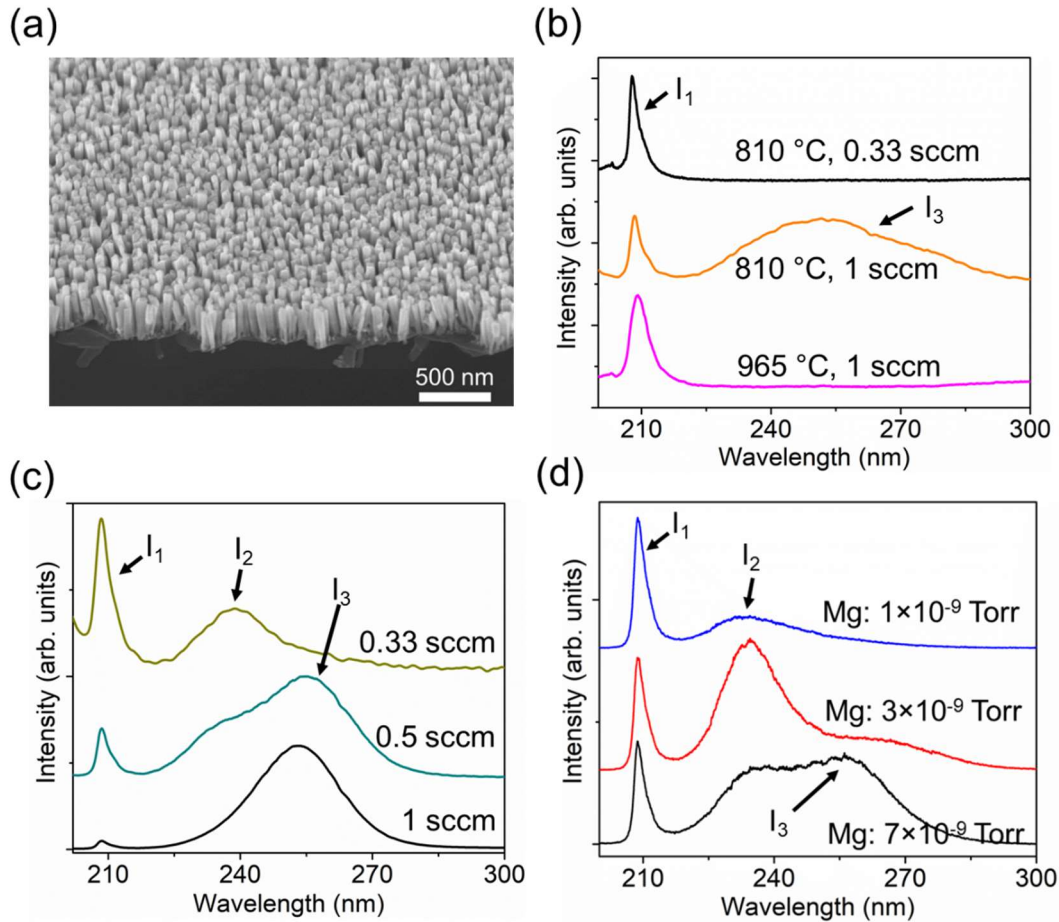 (a)
500 nm
(b)
Intensity (arb. units)
I₁
810 °C, 0.33 sccm
I₃
810 °C, 1 sccm
965 °C, 1 sccm
210 240 270 300
Wavelength (nm)
(c)
Intensity (arb. units)
I₁
I₂
I₃
0.33 sccm
0.5 sccm
1 sccm
210 240 270 300
Wavelength (nm)
(d)
Intensity (arb. units)
I₁
I₂
Mg: 1×10⁻⁹ Torr
Mg: 3×10⁻⁹ Torr
I₃
Mg: 7×10⁻⁹ Torr
210 240 270 300
Wavelength (nm)